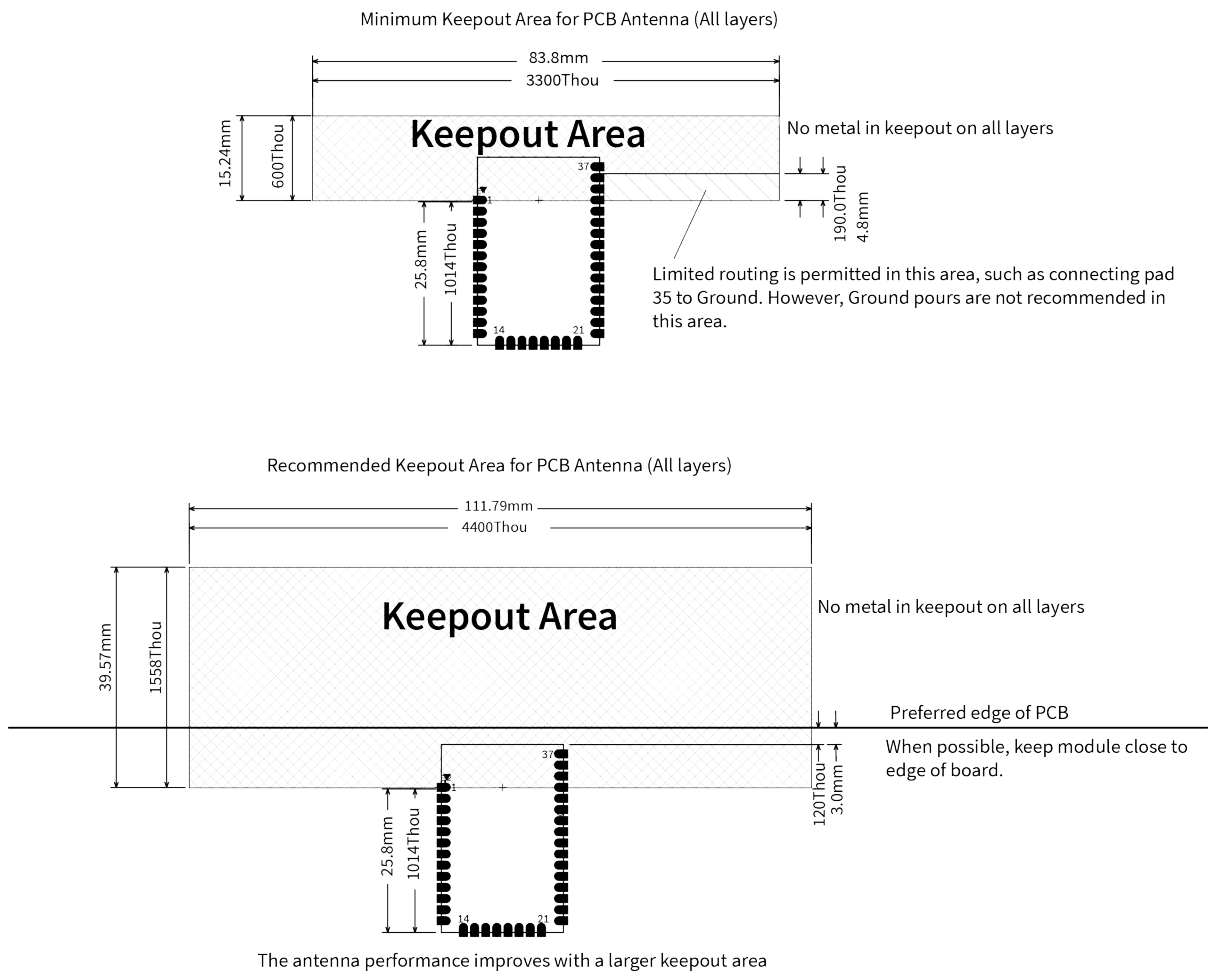 Minimum Keepout Area for PCB Antenna (All layers)
83.8mm
3300Thou
15.24mm
600Thou
Keepout Area
No metal in keepout on all layers
37
1
190.0Thou
4.8mm
25.8mm
1014Thou
Limited routing is permitted in this area, such as connecting pad
35 to Ground. However, Ground pours are not recommended in
this area.
14
21
Recommended Keepout Area for PCB Antenna (All layers)
111.79mm
4400Thou
Keepout Area
No metal in keepout on all layers
39.57mm
1558Thou
Preferred edge of PCB
When possible, keep module close to
edge of board.
37
1
120Thou
3.0mm
25.8mm
1014Thou
14
21
The antenna performance improves with a larger keepout area